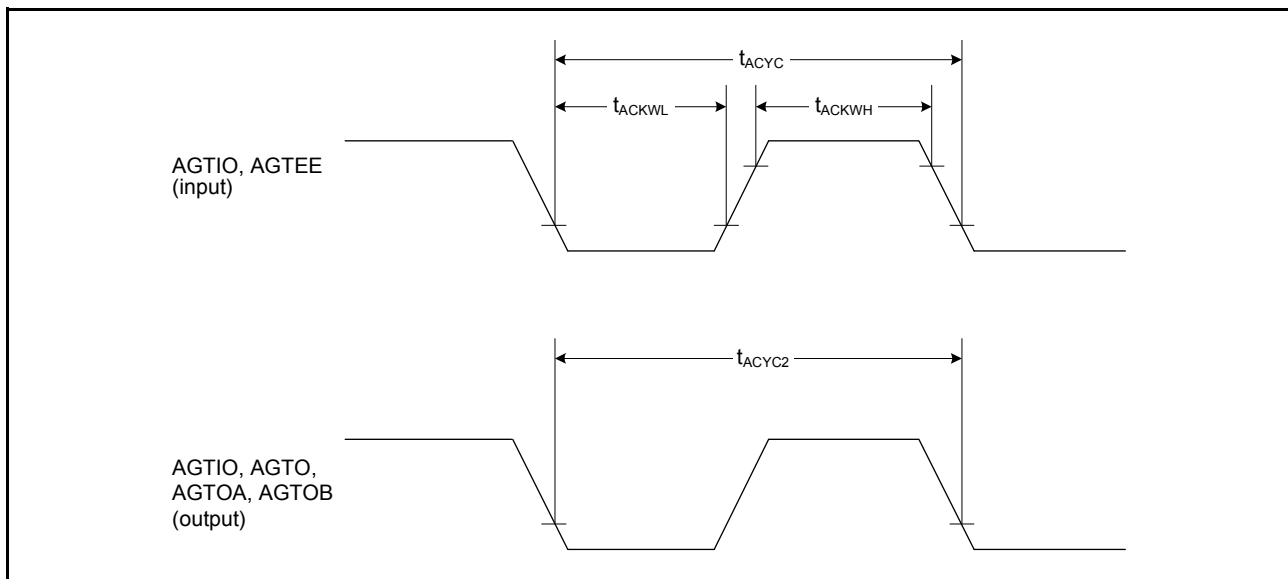 tACYC
tACKWL
tACKWH
AGTIO, AGTEE
(input)
tACYC2
AGTIO, AGTO,
AGTOA, AGTOB
(output)